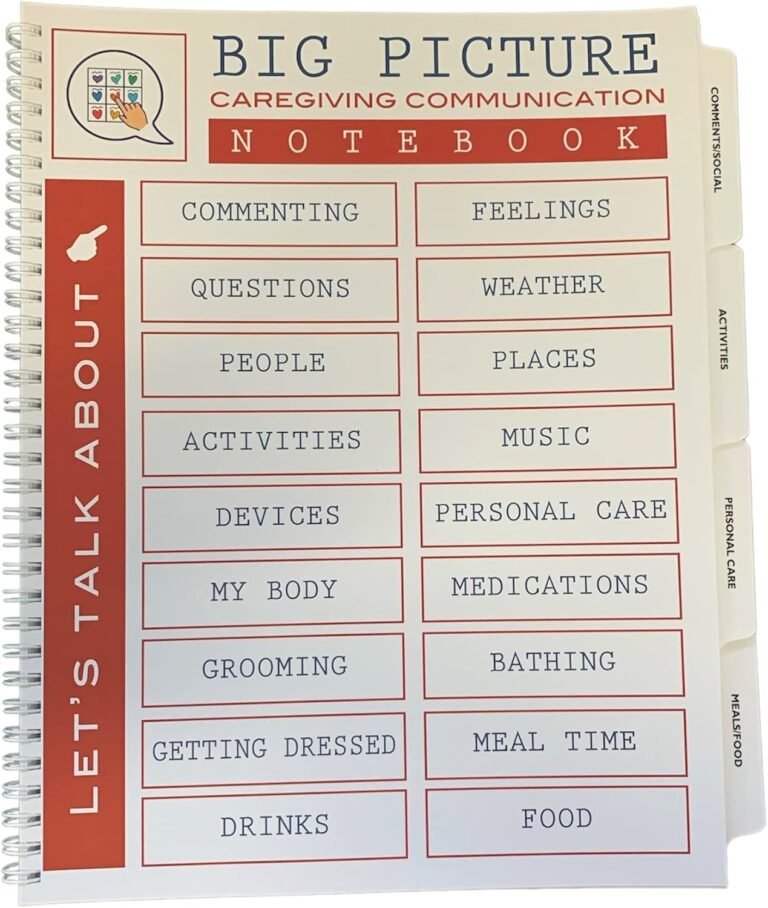 BIG PICTURE
CAREGIVING COMMUNICATION
NOTEBOOK
LET'S TALK ABOUT
COMMENTING
FEELINGS
QUESTIONS
WEATHER
PEOPLE
PLACES
ACTIVITIES
MUSIC
DEVICES
PERSONAL CARE
MY BODY
MEDICATIONS
GROOMING
BATHING
GETTING DRESSED
MEAL TIME
DRINKS
FOOD
COMMENTS/SOCIAL
ACTIVITIES
PERSONAL CARE
MEALS/FOOD